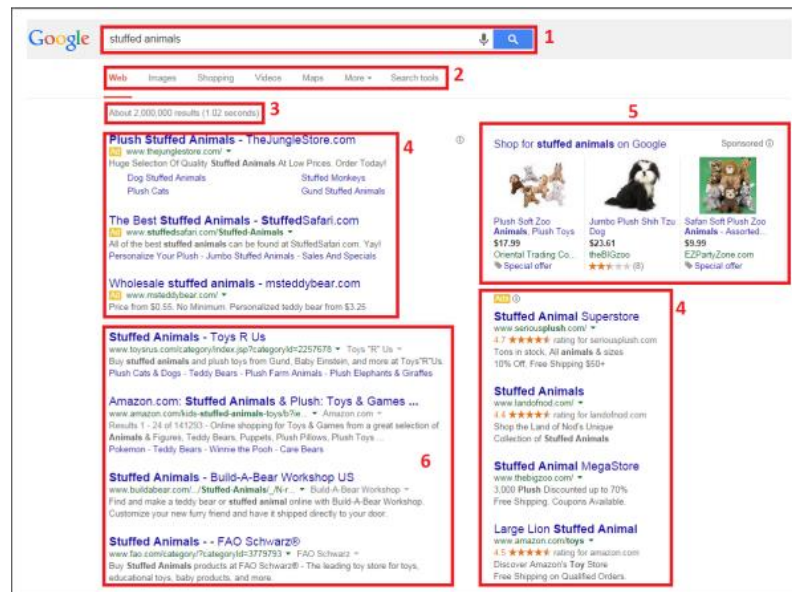 Google stuffed animals 1
Web Images Shopping Videos Maps More Search tools 2
About 2,000,000 results (1.02 seconds) 3
Plush Stuffed Animals - TheJungleStore.com 4
Ad www.thejunglestore.com/
Huge Selection Of Quality Stuffed Animals At Low Prices. Order Today!
Dog Stuffed Animals Stuffed Monkeys
Plush Cats Gund Stuffed Animals
The Best Stuffed Animals - StuffedSafari.com
Ad www.stuffedsafari.com/Stuffed-Animals
All of the best stuffed animals can be found at StuffedSafari.com. Yay!
Personalize Your Plush - Jumbo Stuffed Animals - Sales And Specials
Wholesale stuffed animals - msteddybear.com
Ad www.msteddybear.com/
Price from $0.55. No Minimum. Personalized teddy bear from $3.25
Stuffed Animals - Toys R Us
www.toysrus.com/category/index.jsp?categoryId=2257678 Toys "R" Us
Buy stuffed animals and plush toys from Gund, Baby Einstein, and more at Toys"R"Us.
Plush Cats & Dogs - Teddy Bears - Plush Farm Animals - Plush Elephants & Giraffes
Amazon.com: Stuffed Animals & Plush: Toys & Games ...
www.amazon.com/kids-stuffed-animals-toys/b?ie... Amazon.com
Results 1 - 24 of 141293 - Online shopping for Toys & Games from a great selection of
Animals & Figures, Teddy Bears, Puppets, Plush Pillows, Plush Toys ...
Pokemon - Teddy Bears - Winnie the Pooh - Care Bears
6
Stuffed Animals - Build-A-Bear Workshop US
www.buildabear.com/.../Stuffed-Animals/_/N-r... Build-A-Bear Workshop
Find and make a teddy bear or stuffed animal online with Build-A-Bear Workshop.
Customize your new furry friend and have it shipped directly to your door.
Stuffed Animals - - FAO Schwarz®
www.fao.com/category/?categoryId=3779793 FAO Schwarz
Buy Stuffed Animals products at FAO Schwarz® - The leading toy store for toys,
educational toys, baby products, and more.
5
Shop for stuffed animals on Google Sponsored
Plush Soft Zoo
Animals, Plush Toys
$17.99
Oriental Trading Co...
Special offer
Jumbo Plush Shih Tzu
Dog
$23.61
theBIGzoo
(8)
Safari Soft Plush Zoo
Animals - Assorted...
$9.99
EZPartyZone.com
Special offer
Ads
4
Stuffed Animal Superstore
www.seriousplush.com/
4.7 rating for seriousplush.com
Tons in stock. All animals & sizes
10% Off, Free Shipping $50+
Stuffed Animals
www.landofnod.com/
4.4 rating for landofnod.com
Shop the Land of Nod's Unique
Collection of Stuffed Animals
Stuffed Animal MegaStore
www.thebigzoo.com/
3,000 Plush Discounted up to 70%
Free Shipping, Coupons Available.
Large Lion Stuffed Animal
www.amazon.com/toys
4.5 rating for amazon.com
Discover Amazon's Toy Store
Free Shipping on Qualified Orders.